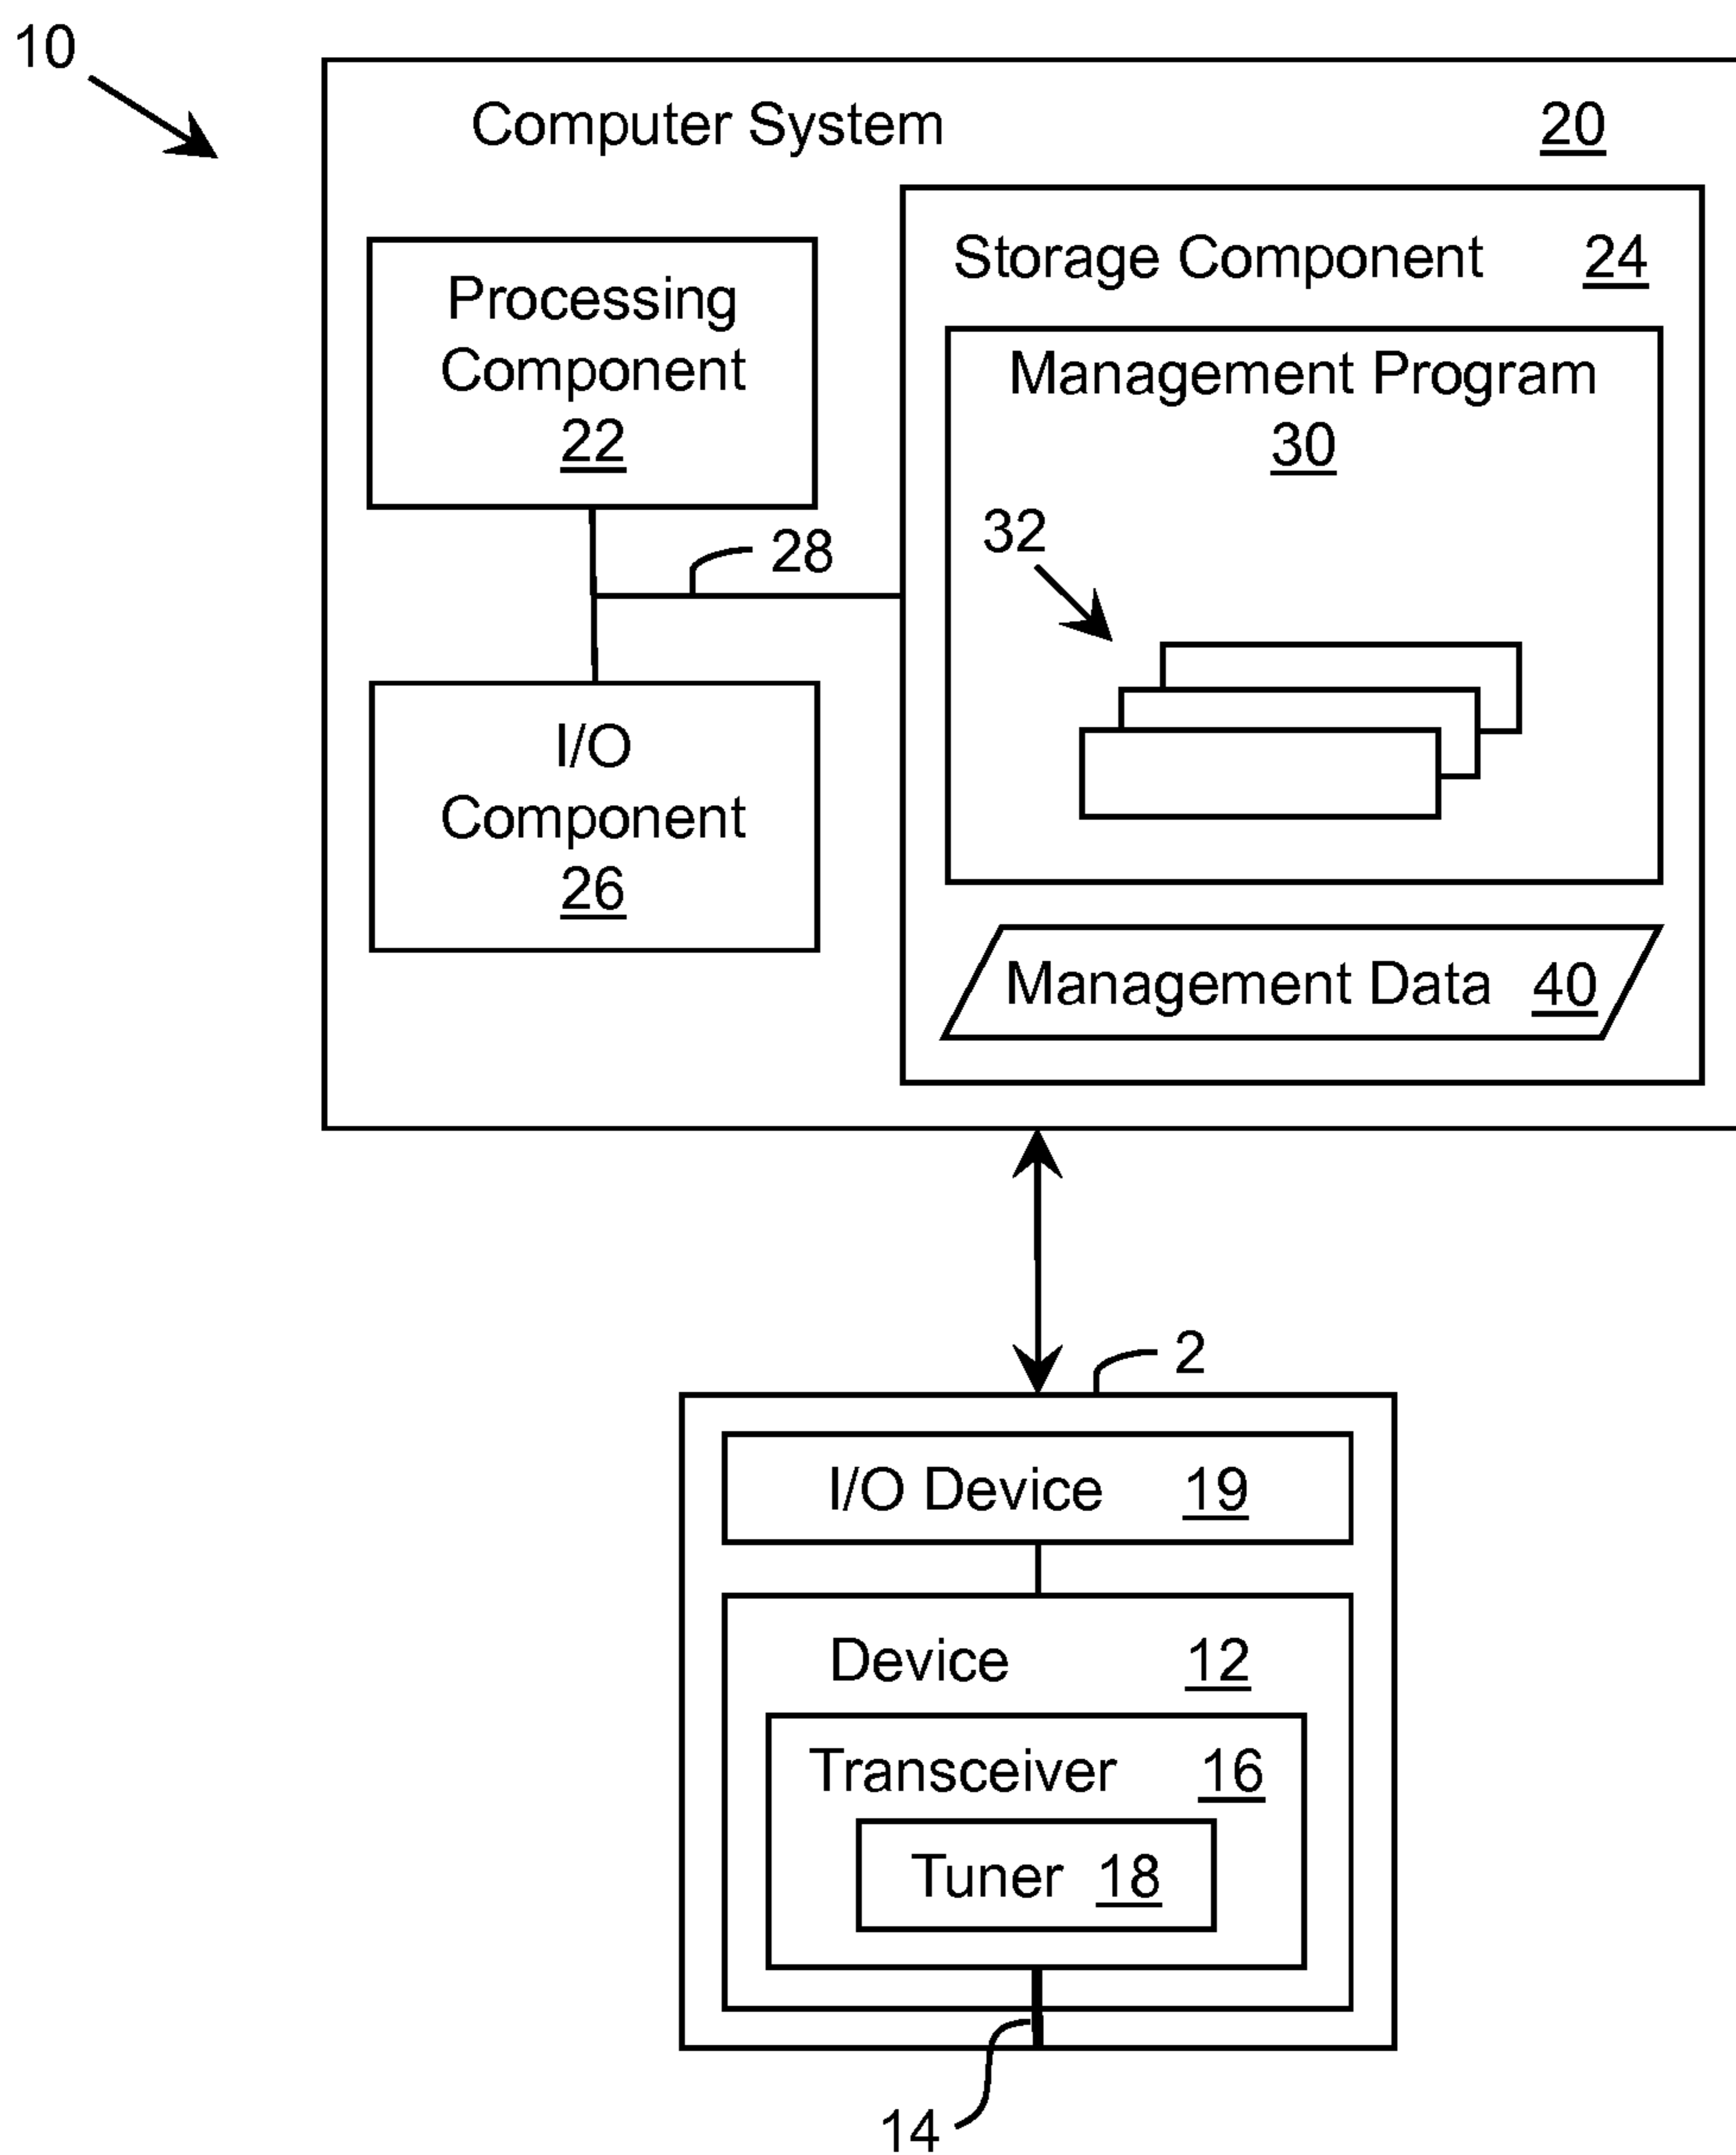 10
Computer System 20
Processing
Component
22
Storage Component 24
Management Program
30
32
28
I/O
Component
26
Management Data 40
2
I/O Device 19
Device 12
Transceiver 16
Tuner 18
14